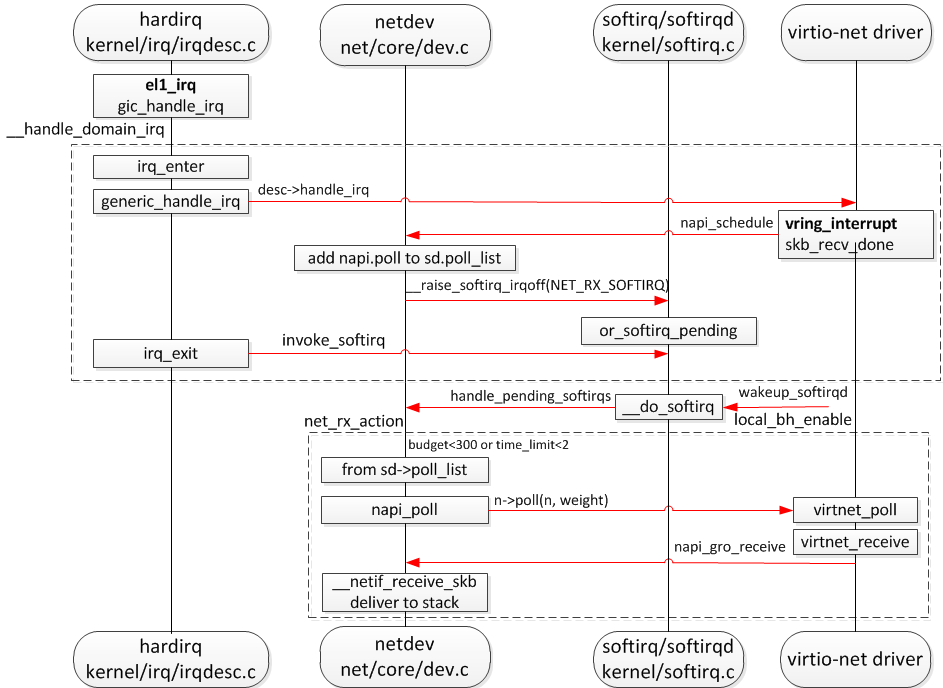 hardirq
kernel/irq/irqdesc.c
netdev
net/core/dev.c
softirq/softirqd
kernel/softirq.c
virtio-net driver
el1_irq
gic_handle_irq
__handle_domain_irq
irq_enter
generic_handle_irq
desc->handle_irq
napi_schedule
vring_interrupt
skb_recv_done
add napi.poll to sd.poll_list
__raise_softirq_irqoff(NET_RX_SOFTIRQ)
or_softirq_pending
invoke_softirq
irq_exit
handle_pending_softirqs
__do_softirq
wakeup_softirqd
local_bh_enable
net_rx_action
budget<300 or time_limit<2
from sd->poll_list
napi_poll
n->poll(n, weight)
virtnet_poll
virtnet_receive
napi_gro_receive
__netif_receive_skb
deliver to stack
hardirq
kernel/irq/irqdesc.c
netdev
net/core/dev.c
softirq/softirqd
kernel/softirq.c
virtio-net driver